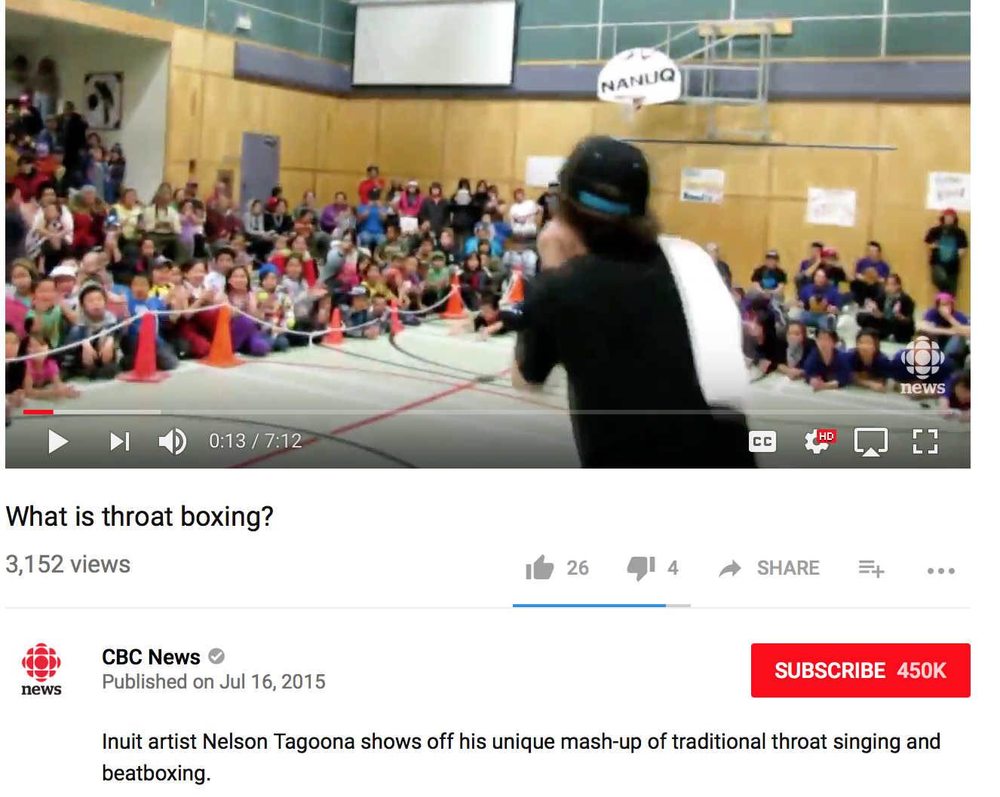 NANUQ
news
0:13 / 7:12
CC
HD
What is throat boxing?
3,152 views
26
4
SHARE
CBC News
Published on Jul 16, 2015
news
SUBSCRIBE 450K
Inuit artist Nelson Tagoona shows off his unique mash-up of traditional throat singing and
beatboxing.